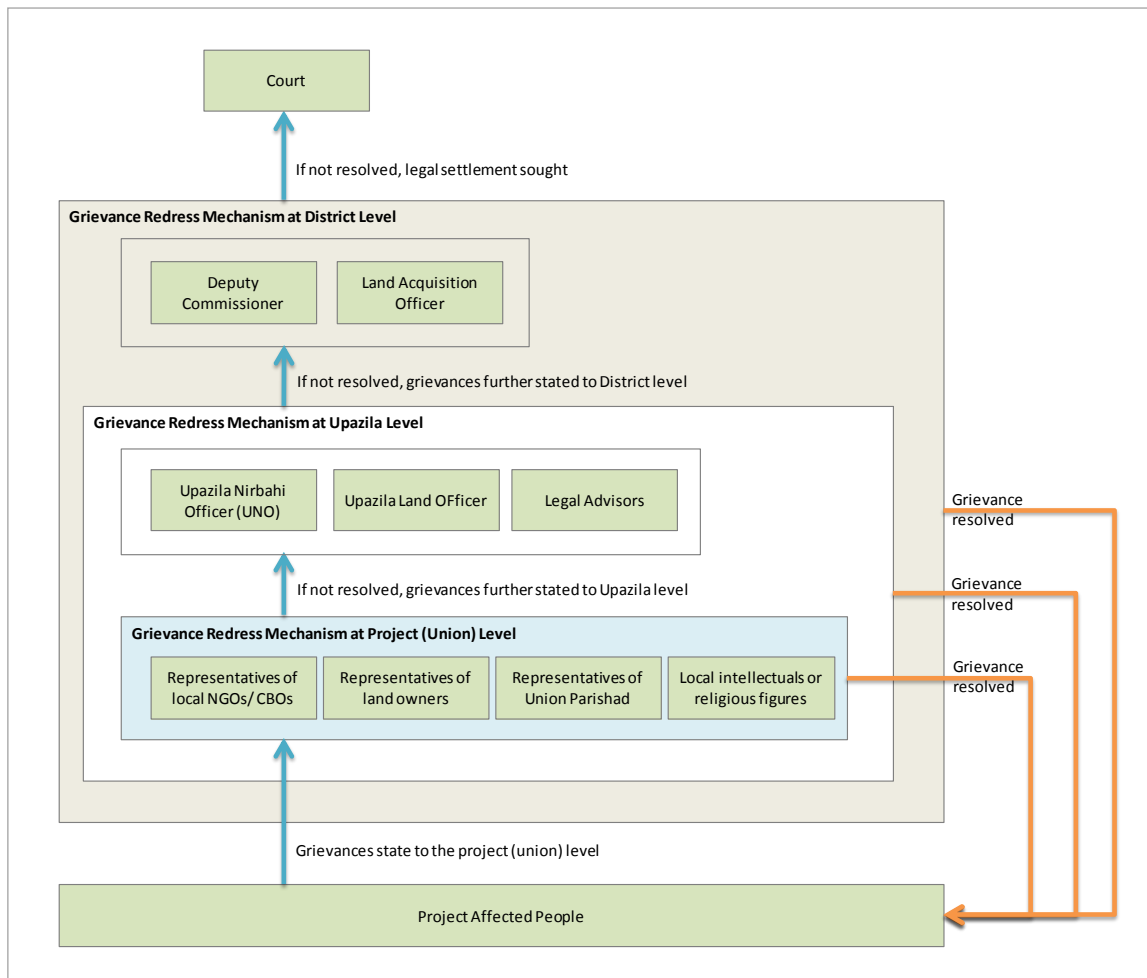 Court
If not resolved, legal settlement sought
Grievance Redress Mechanism at District Level
Deputy
Commissioner
Land Acquisition
Officer
If not resolved, grievances further stated to District level
Grievance Redress Mechanism at Upazila Level
Upazila Nirbahi
Officer (UNO)
Upazila Land OFficer
Legal Advisors
Grievance
resolved
If not resolved, grievances further stated to Upazila level
Grievance
resolved
Grievance Redress Mechanism at Project (Union) Level
Representatives of
local NGOs/ CBOs
Representatives of
land owners
Representatives of
Union Parishad
Local intellectuals or
religious figures
Grievance
resolved
Grievances state to the project (union) level
Project Affected People